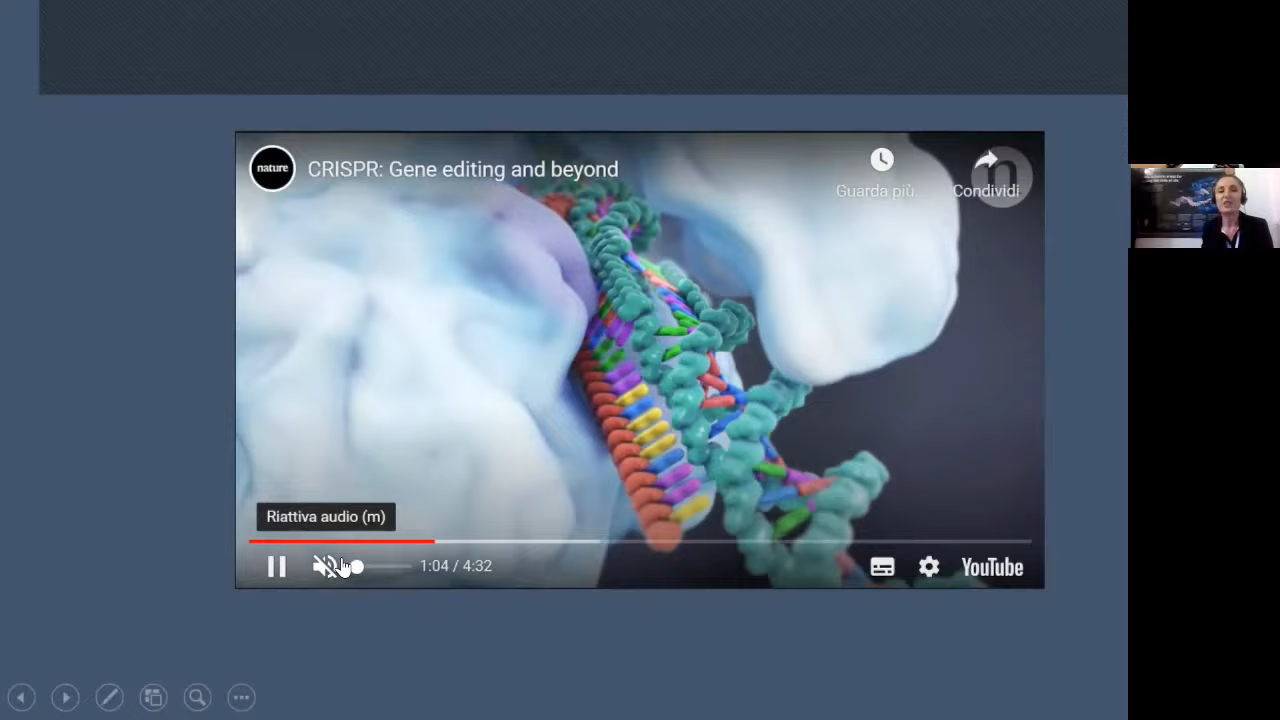 nature
CRISPR: Gene editing and beyond
Guarda più...
Condividi
Riattiva audio (m)
1:04 / 4:32
YouTube